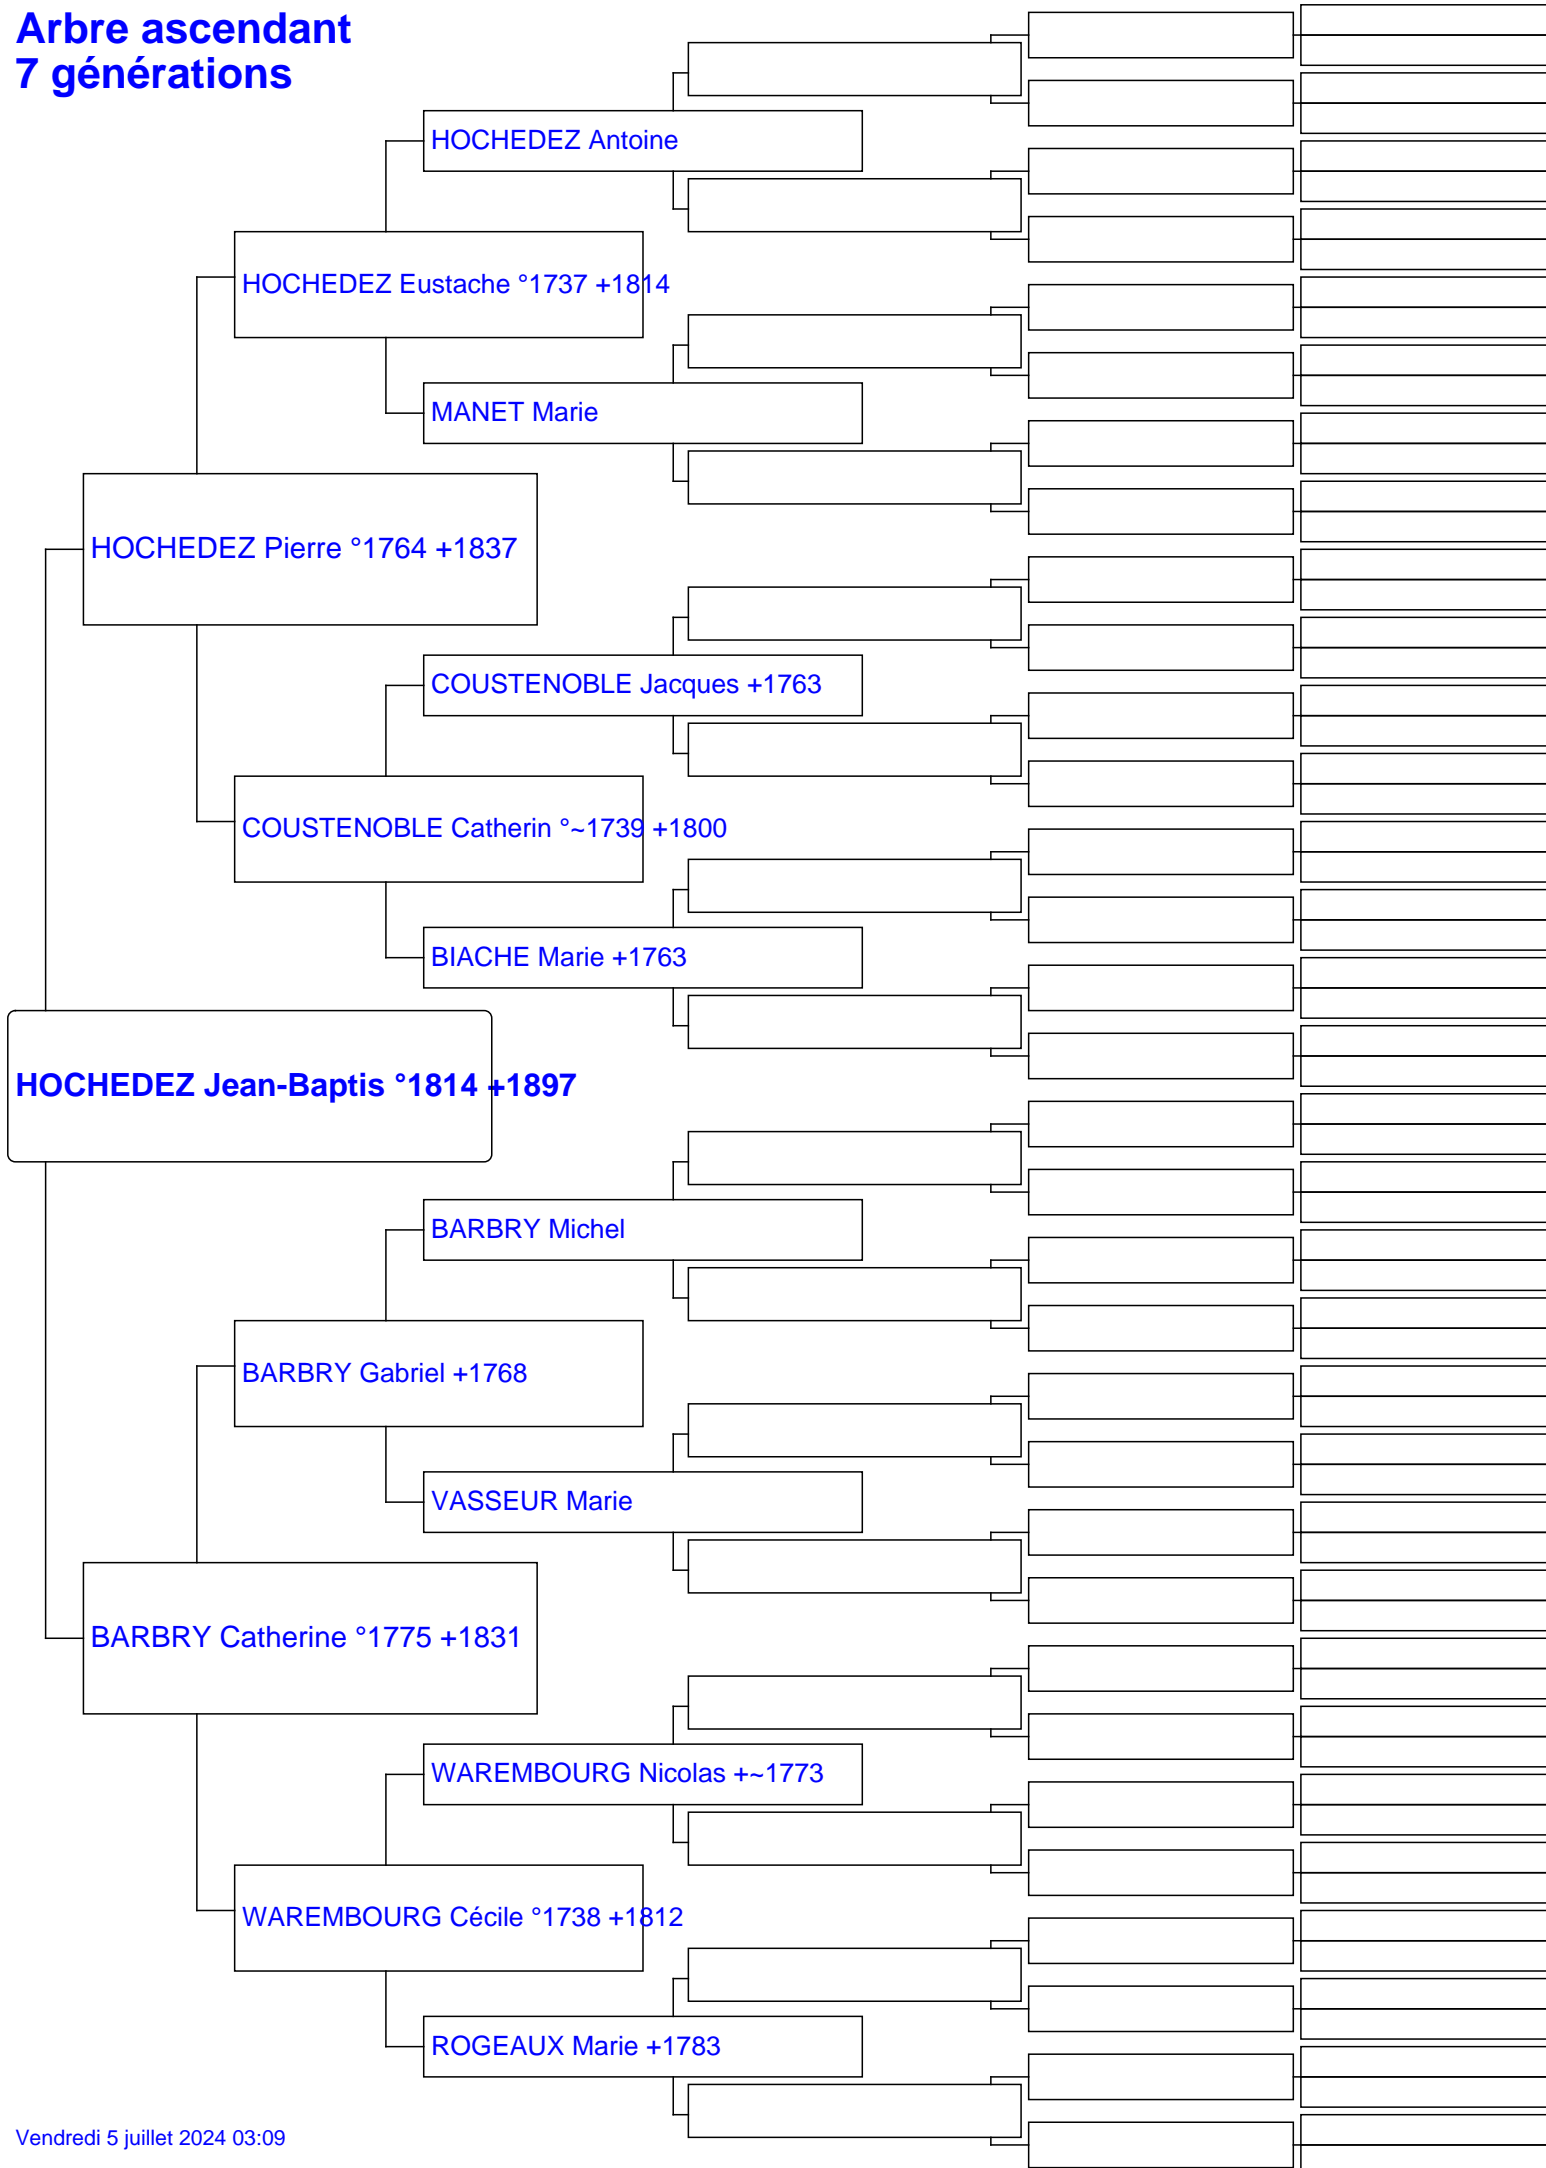 Arbre ascendant
7 générations
HOCHEDEZ Antoine
HOCHEDEZ Eustache °1737 +1814
MANET Marie
HOCHEDEZ Pierre °1764 +1837
COUSTENOBLE Jacques +1763
COUSTENOBLE Catherin °~1739 +1800
BIACHE Marie +1763
HOCHEDEZ Jean-Baptis °1814 +1897
BARBRY Michel
BARBRY Gabriel +1768
VASSEUR Marie
BARBRY Catherine °1775 +1831
WAREMBOURG Nicolas +~1773
WAREMBOURG Cécile °1738 +1812
ROGEAUX Marie +1783
Vendredi 5 juillet 2024 03:09